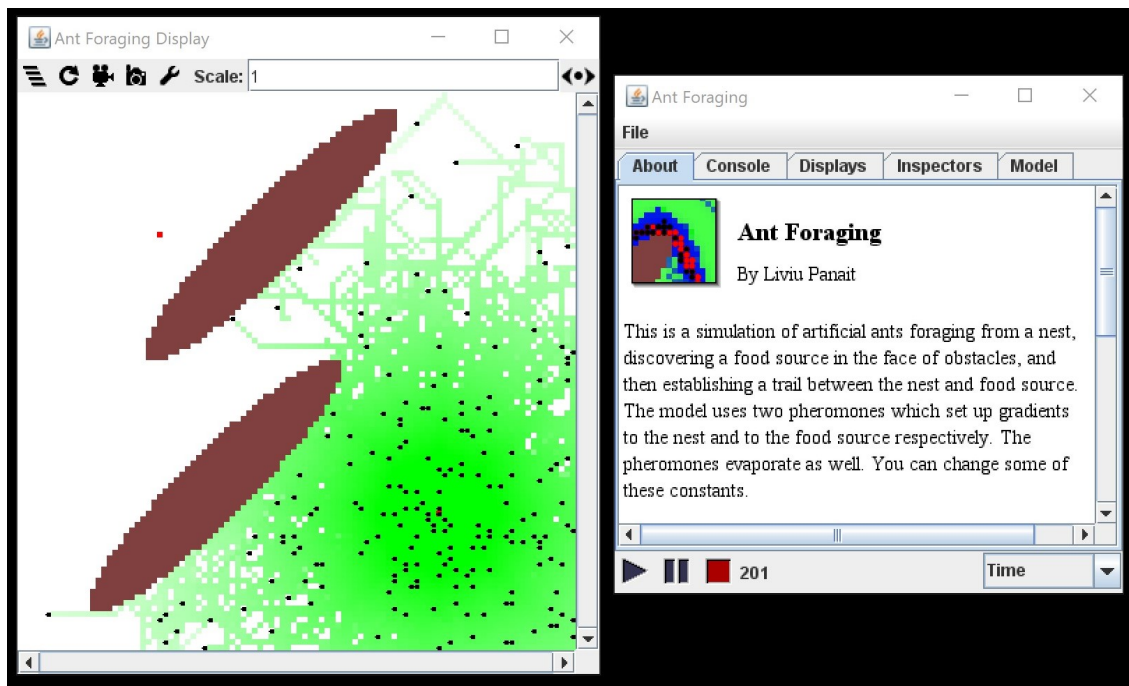 Ant Foraging Display
Scale: 1
Ant Foraging
File
About Console Displays Inspectors Model
Ant Foraging
By Liviu Panait
This is a simulation of artificial ants foraging from a nest,
discovering a food source in the face of obstacles, and
then establishing a trail between the nest and food source.
The model uses two pheromones which set up gradients
to the nest and to the food source respectively. The
pheromones evaporate as well. You can change some of
these constants.
201 Time